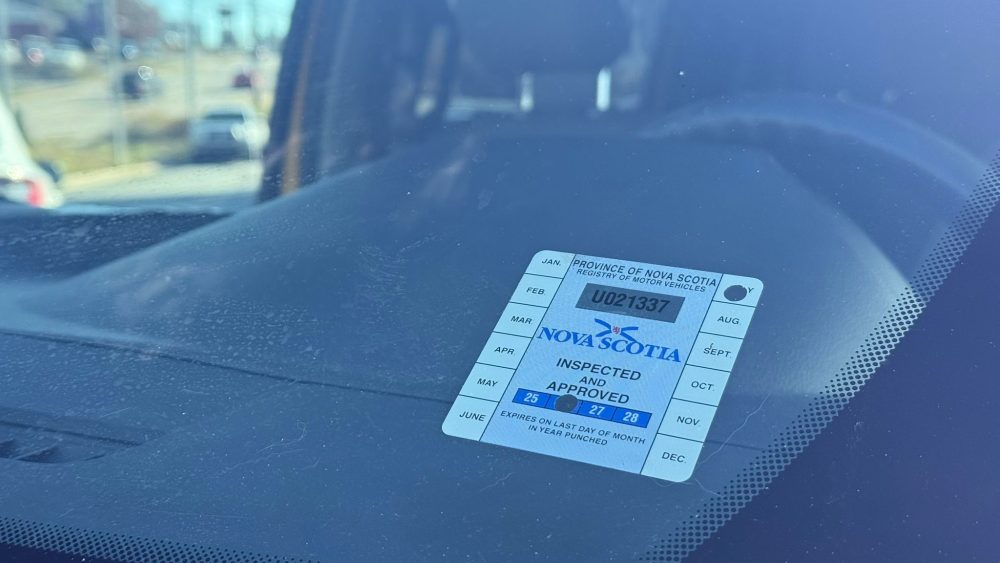 PROVINCE OF NOVA SCOTIA
REGISTRY OF MOTOR VEHICLES
U021337
NOVA SCOTIA
INSPECTED
AND
APPROVED
25 27 28
EXPIRES ON LAST DAY OF MONTH
IN YEAR PUNCHED
JAN.
FEB.
MAR
APR.
MAY
JUNE
Y
AUG
SEPT.
OCT.
NOV.
DEC.